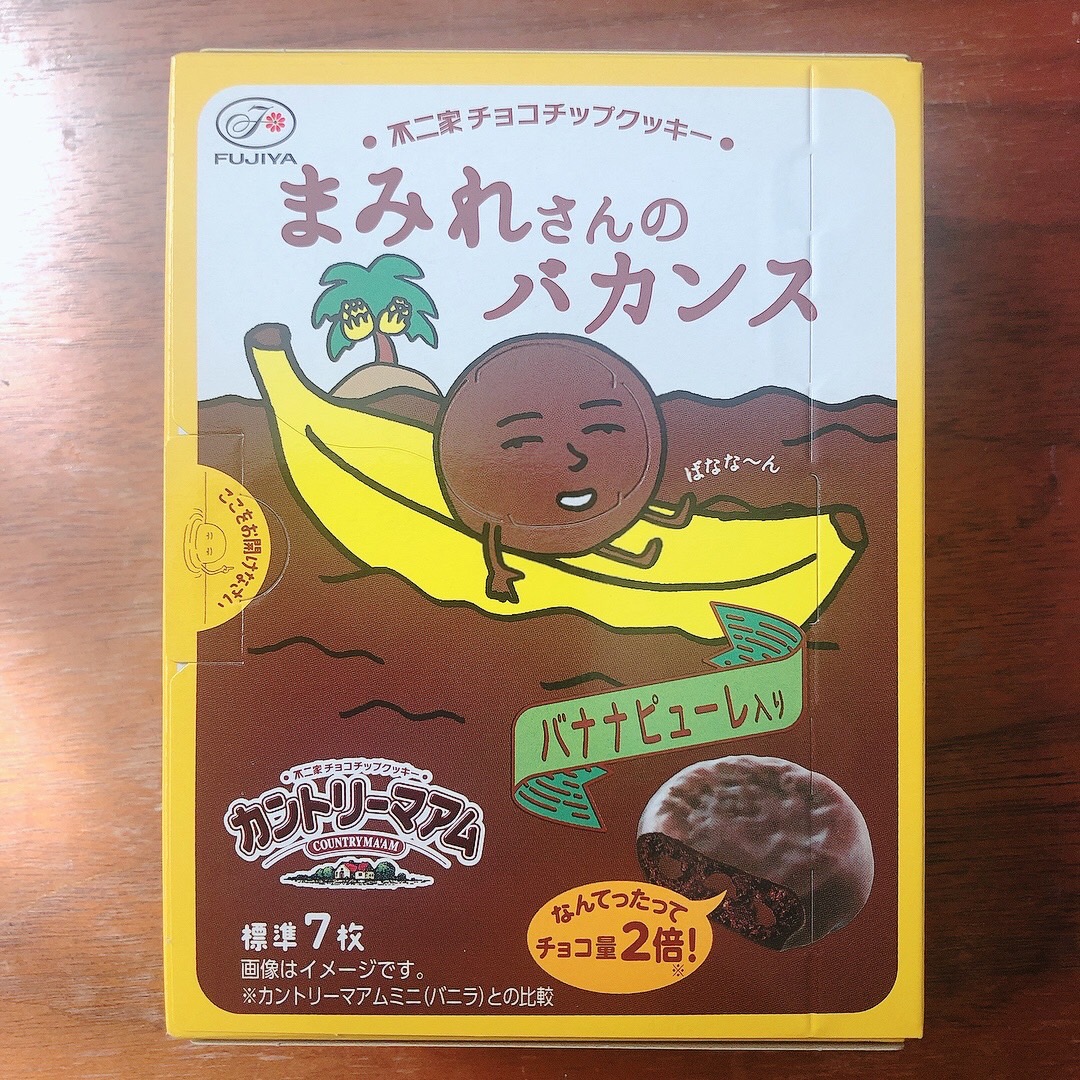 ・不二家 チョコチップクッキー・
FUJIYA
まみれさんの
バカンス
ばなな〜ん
ここをお開けなさい
バナナピューレ入り
・不二家 チョコチップクッキー・
カントリーマアム
COUNTRY MA'AM
なんてったって
チョコ量2倍!
※
標準7枚
画像はイメージです。
※カントリーマアムミニ(バニラ)との比較